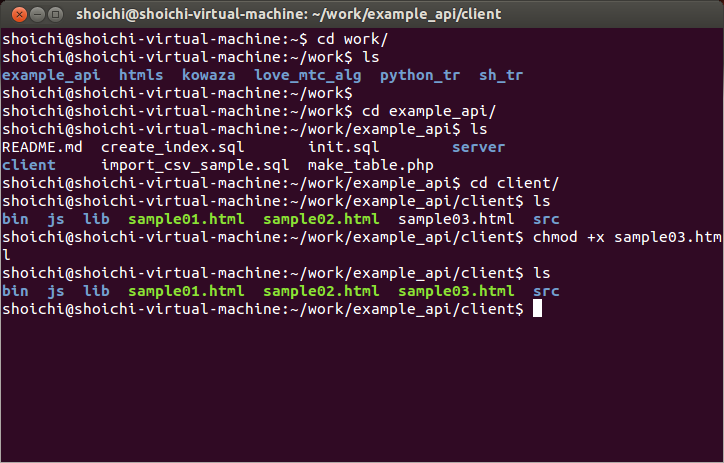 shoichi@shoichi-virtual-machine: ~/work/example_api/client
shoichi@shoichi-virtual-machine:~$ cd work/
shoichi@shoichi-virtual-machine:~/work$ ls
example_api  htmls  kowaza  love_mtc_alg  python_tr  sh_tr
shoichi@shoichi-virtual-machine:~/work$
shoichi@shoichi-virtual-machine:~/work$ cd example_api/
shoichi@shoichi-virtual-machine:~/work/example_api$ ls
README.md  create_index.sql       init.sql        server
client     import_csv_sample.sql  make_table.php
shoichi@shoichi-virtual-machine:~/work/example_api$ cd client/
shoichi@shoichi-virtual-machine:~/work/example_api/client$ ls
bin  js  lib  sample01.html  sample02.html  sample03.html  src
shoichi@shoichi-virtual-machine:~/work/example_api/client$ chmod +x sample03.htm
l
shoichi@shoichi-virtual-machine:~/work/example_api/client$ ls
bin  js  lib  sample01.html  sample02.html  sample03.html  src
shoichi@shoichi-virtual-machine:~/work/example_api/client$